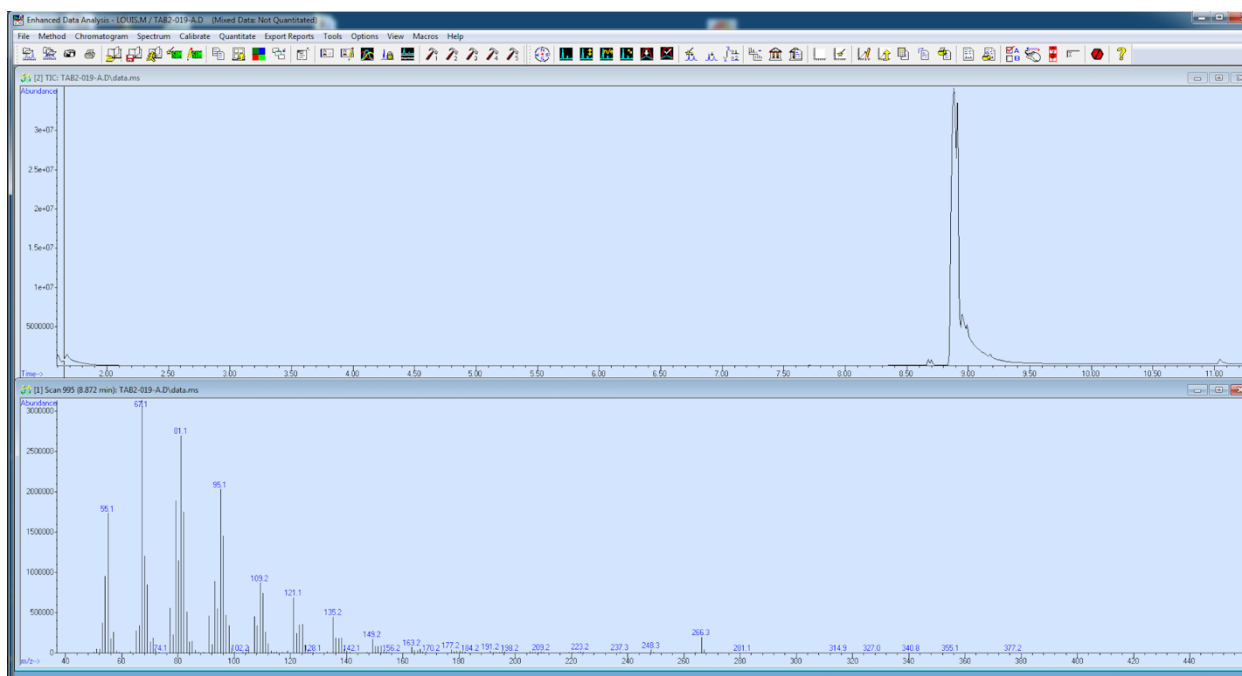 Enhanced Data Analysis - LOUIS.M / TAB2-019-A.D (Mixed Data: Not Quantitated)
File Method Chromatogram Spectrum Calibrate Quantitate Export Reports Tools Options View Macros Help
[2] TIC: TAB2-019-A.D\data.ms
Abundance
3e+07
2.5e+07
2e+07
1.5e+07
1e+07
5000000
Time--> 2.00 2.50 3.00 3.50 4.00 4.50 5.00 5.50 6.00 6.50 7.00 7.50 8.00 8.50 9.00 9.50 10.00 10.50 11.00
[1] Scan 995 (8.872 min): TAB2-019-A.D\data.ms
Abundance
3000000 67.1
81.1
2500000
95.1
2000000
55.1
1500000
1000000
109.2
121.1
500000 135.2
149.2 266.3
74.1 102.2 128.1 142.1 156.2 163.2 170.2 177.2 184.2 191.2 198.2 209.2 223.2 237.3 248.3 281.1 314.9 327.0 340.8 355.1 377.2
0
m/z--> 40 60 80 100 120 140 160 180 200 220 240 260 280 300 320 340 360 380 400 420 440